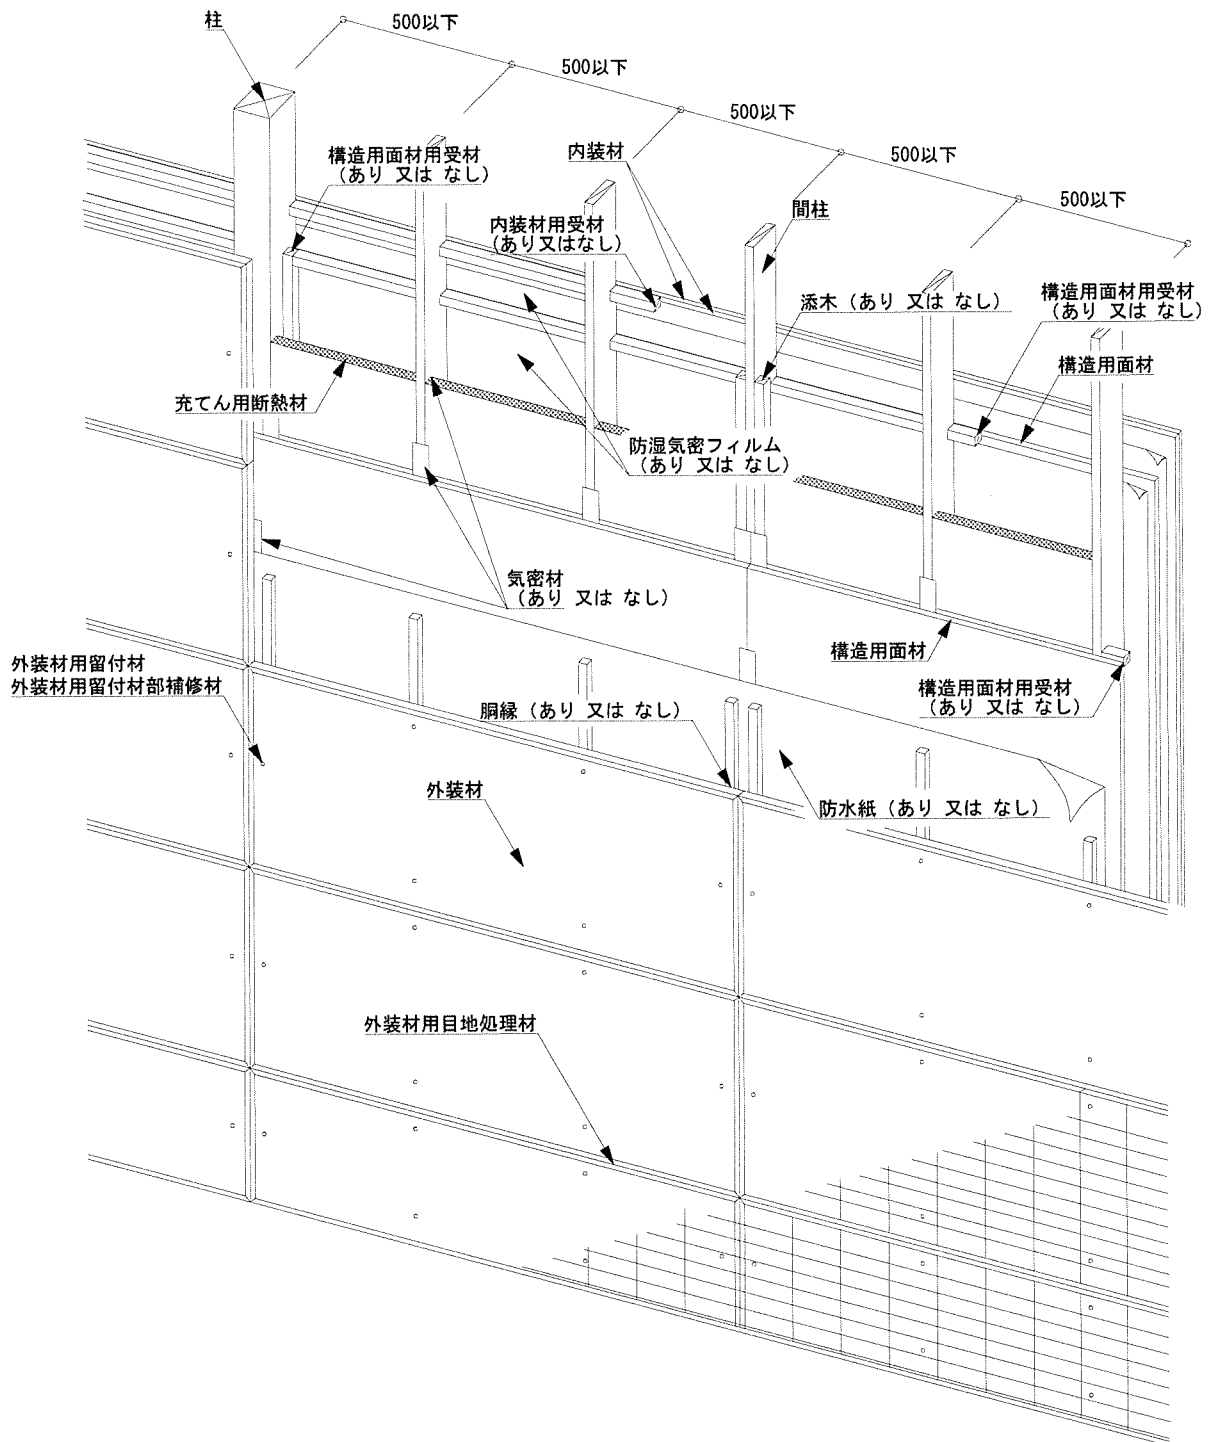 柱
500以下
500以下
500以下
500以下
500以下
構造用面材用受材
(あり 又は なし)
内装材
内装材用受材
(あり又はなし)
間柱
添木 (あり 又は なし)
構造用面材用受材
(あり 又は なし)
構造用面材
充てん用断熱材
防湿気密フィルム
(あり 又は なし)
気密材
(あり 又は なし)
構造用面材
外装材用留付材
外装材用留付材部補修材
構造用面材用受材
(あり 又は なし)
胴縁 (あり 又は なし)
外装材
防水紙 (あり 又は なし)
外装材用目地処理材